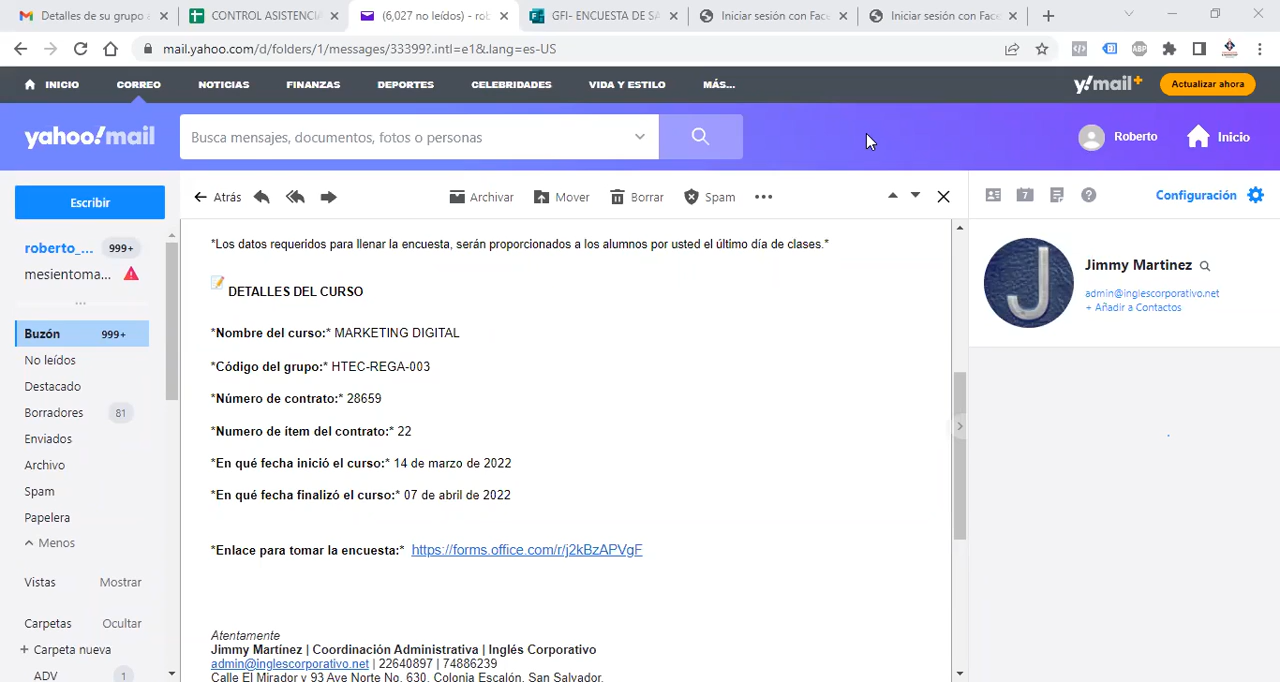 Detalles de su grupo a
CONTROL ASISTENCIA
(6,027 no leídos) - rob
GFI- ENCUESTA DE SA
Iniciar sesión con Face
Iniciar sesión con Face
mail.yahoo.com/d/folders/1/messages/33399?.intl=e1&.lang=es-US
INICIO CORREO NOTICIAS FINANZAS DEPORTES CELEBRIDADES VIDA Y ESTILO MÁS... y!mail+ Actualizar ahora
yahoo!mail Busca mensajes, documentos, fotos o personas Roberto Inicio
Escribir Atrás Archivar Mover Borrar Spam Configuración
roberto_... 999+
mesientoma...
Buzón 999+
No leídos
Destacado
Borradores 81
Enviados
Archivo
Spam
Papelera
Menos
Vistas Mostrar
Carpetas Ocultar
+ Carpeta nueva
ADV 1
*Los datos requeridos para llenar la encuesta, serán proporcionados a los alumnos por usted el último día de clases.*
DETALLES DEL CURSO
*Nombre del curso:* MARKETING DIGITAL
*Código del grupo:* HTEC-REGA-003
*Número de contrato:* 28659
*Numero de ítem del contrato:* 22
*En qué fecha inició el curso:* 14 de marzo de 2022
*En qué fecha finalizó el curso:* 07 de abril de 2022
*Enlace para tomar la encuesta:* https://forms.office.com/r/j2kBzAPVgF
Atentamente
Jimmy Martínez | Coordinación Administrativa | Inglés Corporativo
admin@inglescorporativo.net | 22640897 | 74886239
Calle El Mirador y 93 Ave Norte No. 630, Colonia Escalón, San Salvador.
J
Jimmy Martinez
admin@inglescorporativo.net
+ Añadir a Contactos